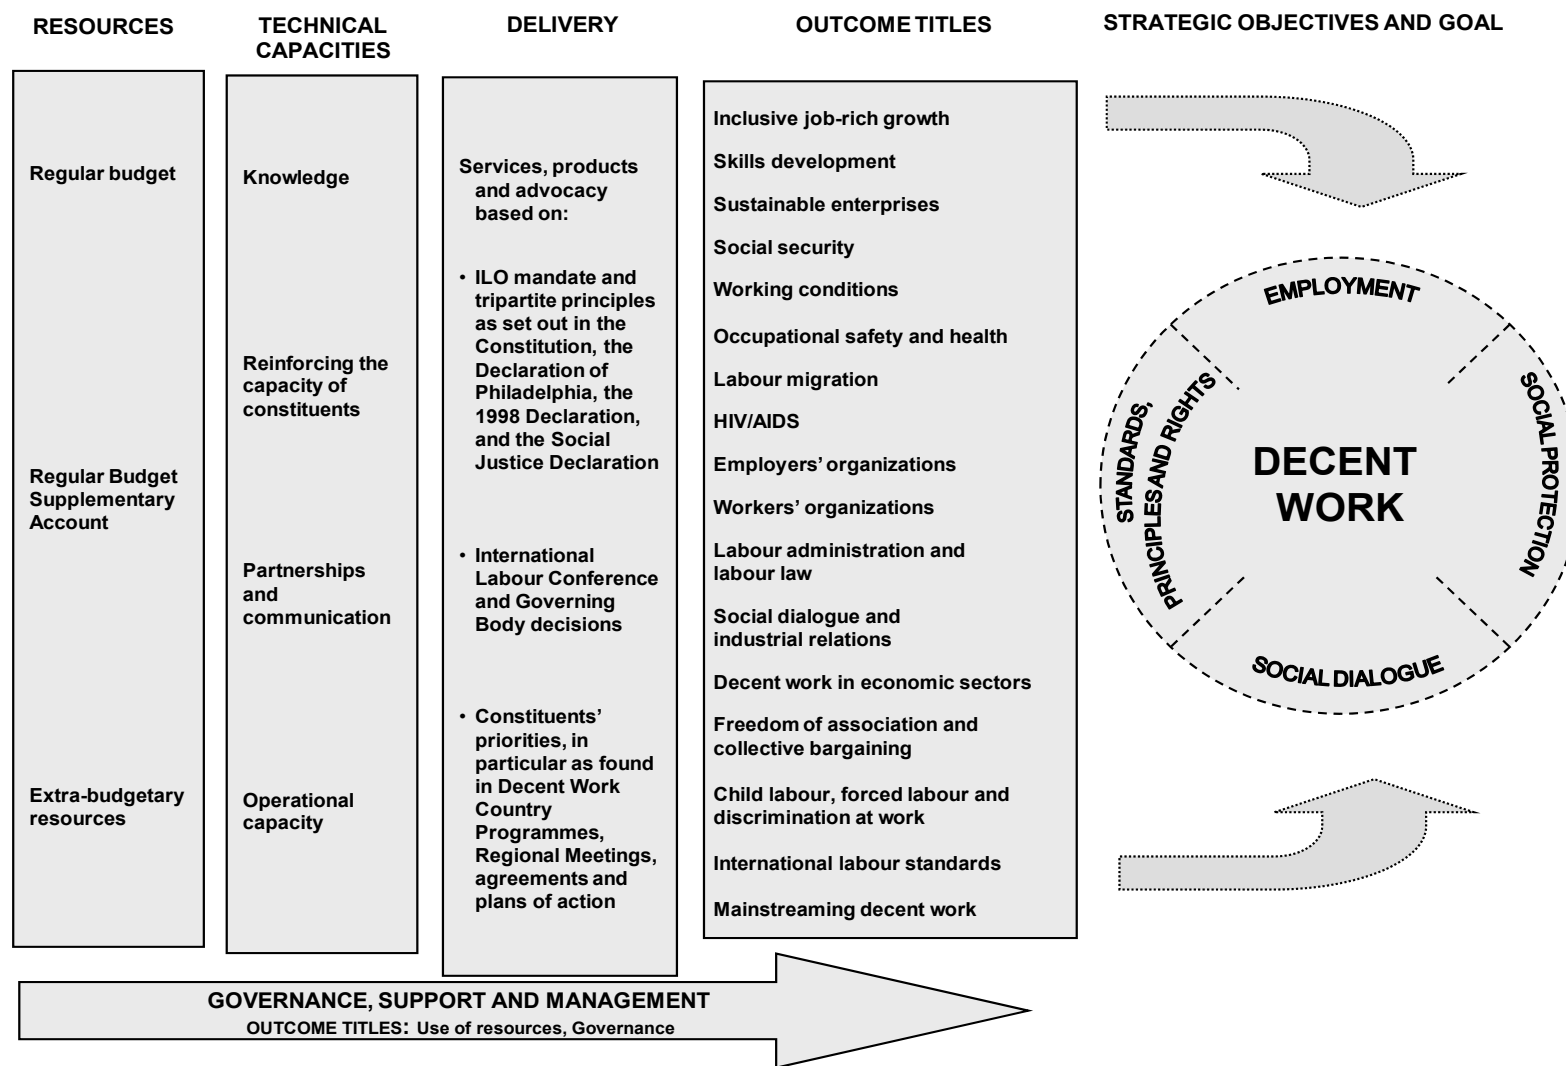 RESOURCES
TECHNICAL
CAPACITIES
DELIVERY
OUTCOME TITLES
STRATEGIC OBJECTIVES AND GOAL
Regular budget
Regular Budget
Supplementary
Account
Extra-budgetary
resources
Knowledge
Reinforcing the
capacity of
constituents
Partnerships
and
communication
Operational
capacity
Services, products
and advocacy
based on:
• ILO mandate and
tripartite principles
as set out in the
Constitution, the
Declaration of
Philadelphia, the
1998 Declaration,
and the Social
Justice Declaration
• International
Labour Conference
and Governing
Body decisions
• Constituents’
priorities, in
particular as found
in Decent Work
Country
Programmes,
Regional Meetings,
agreements and
plans of action
Inclusive job-rich growth
Skills development
Sustainable enterprises
Social security
Working conditions
Occupational safety and health
Labour migration
HIV/AIDS
Employers’ organizations
Workers’ organizations
Labour administration and
labour law
Social dialogue and
industrial relations
Decent work in economic sectors
Freedom of association and
collective bargaining
Child labour, forced labour and
discrimination at work
International labour standards
Mainstreaming decent work
EMPLOYMENT
SOCIAL PROTECTION
STANDARDS,
PRINCIPLES AND RIGHTS
DECENT
WORK
SOCIAL DIALOGUE
GOVERNANCE, SUPPORT AND MANAGEMENT
OUTCOME TITLES: Use of resources, Governance